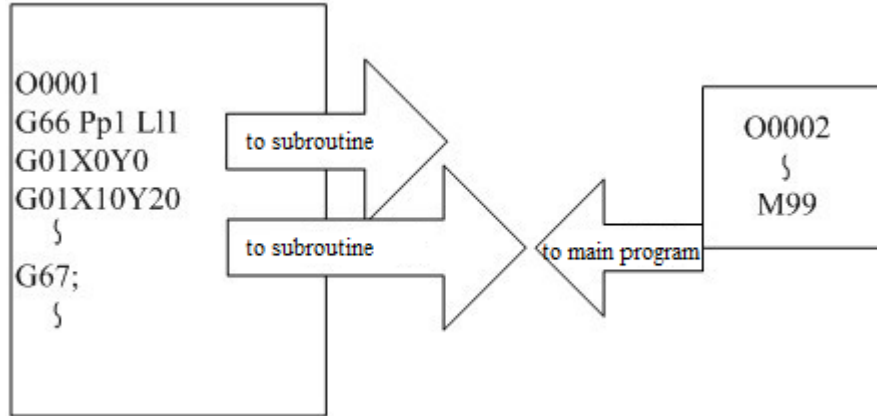 O0001
G66 Pp1 Ll1
G01X0Y0
G01X10Y20
⸾
G67;
⸾
to subroutine
to subroutine
to main program
O0002
⸾
M99